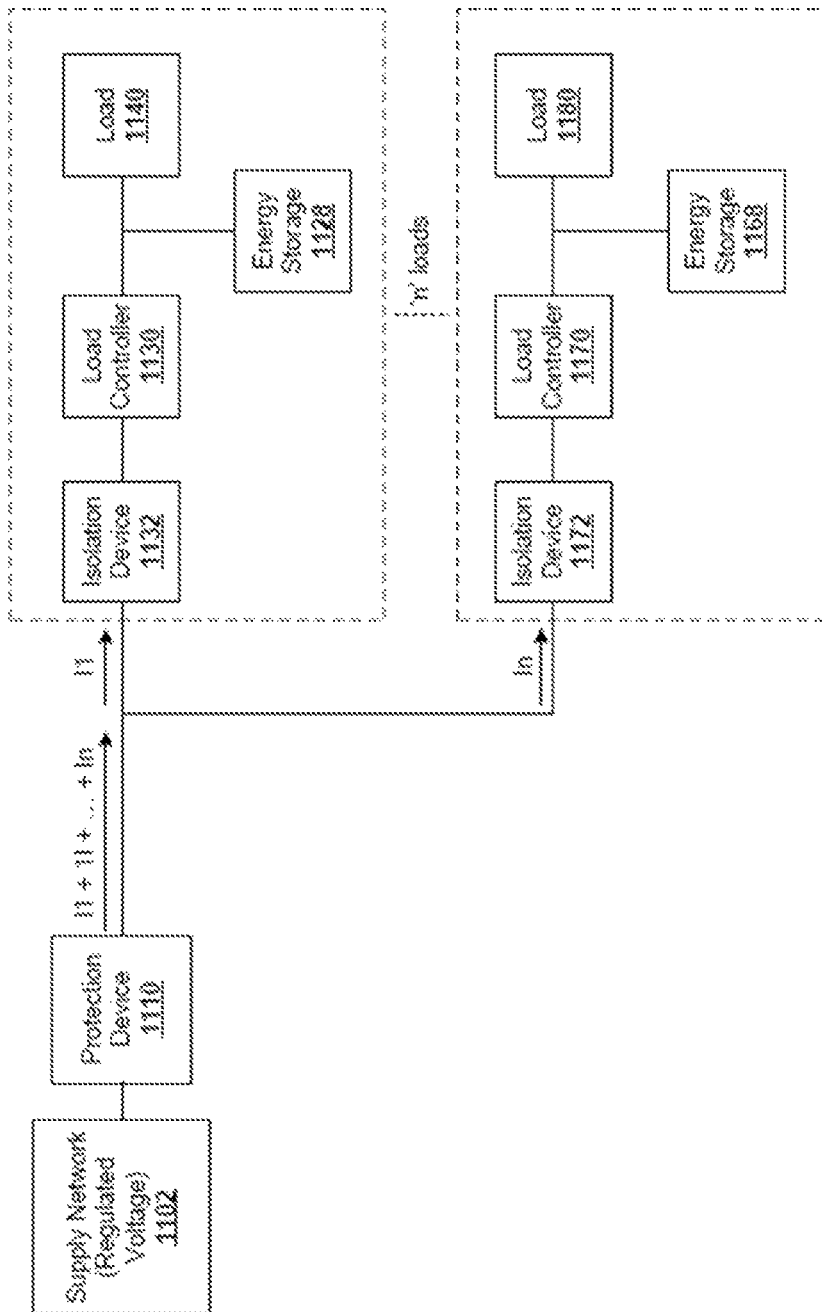 Supply Network
(Regulated
Voltage)
1102
Protection
Device
1110
I1 + 1I + ... + In
I1
In
Isolation
Device
1132
Load
Controller
1130
Energy
Storage
1128
Load
1140
'n' loads
Isolation
Device
1172
Load
Controller
1170
Energy
Storage
1168
Load
1180